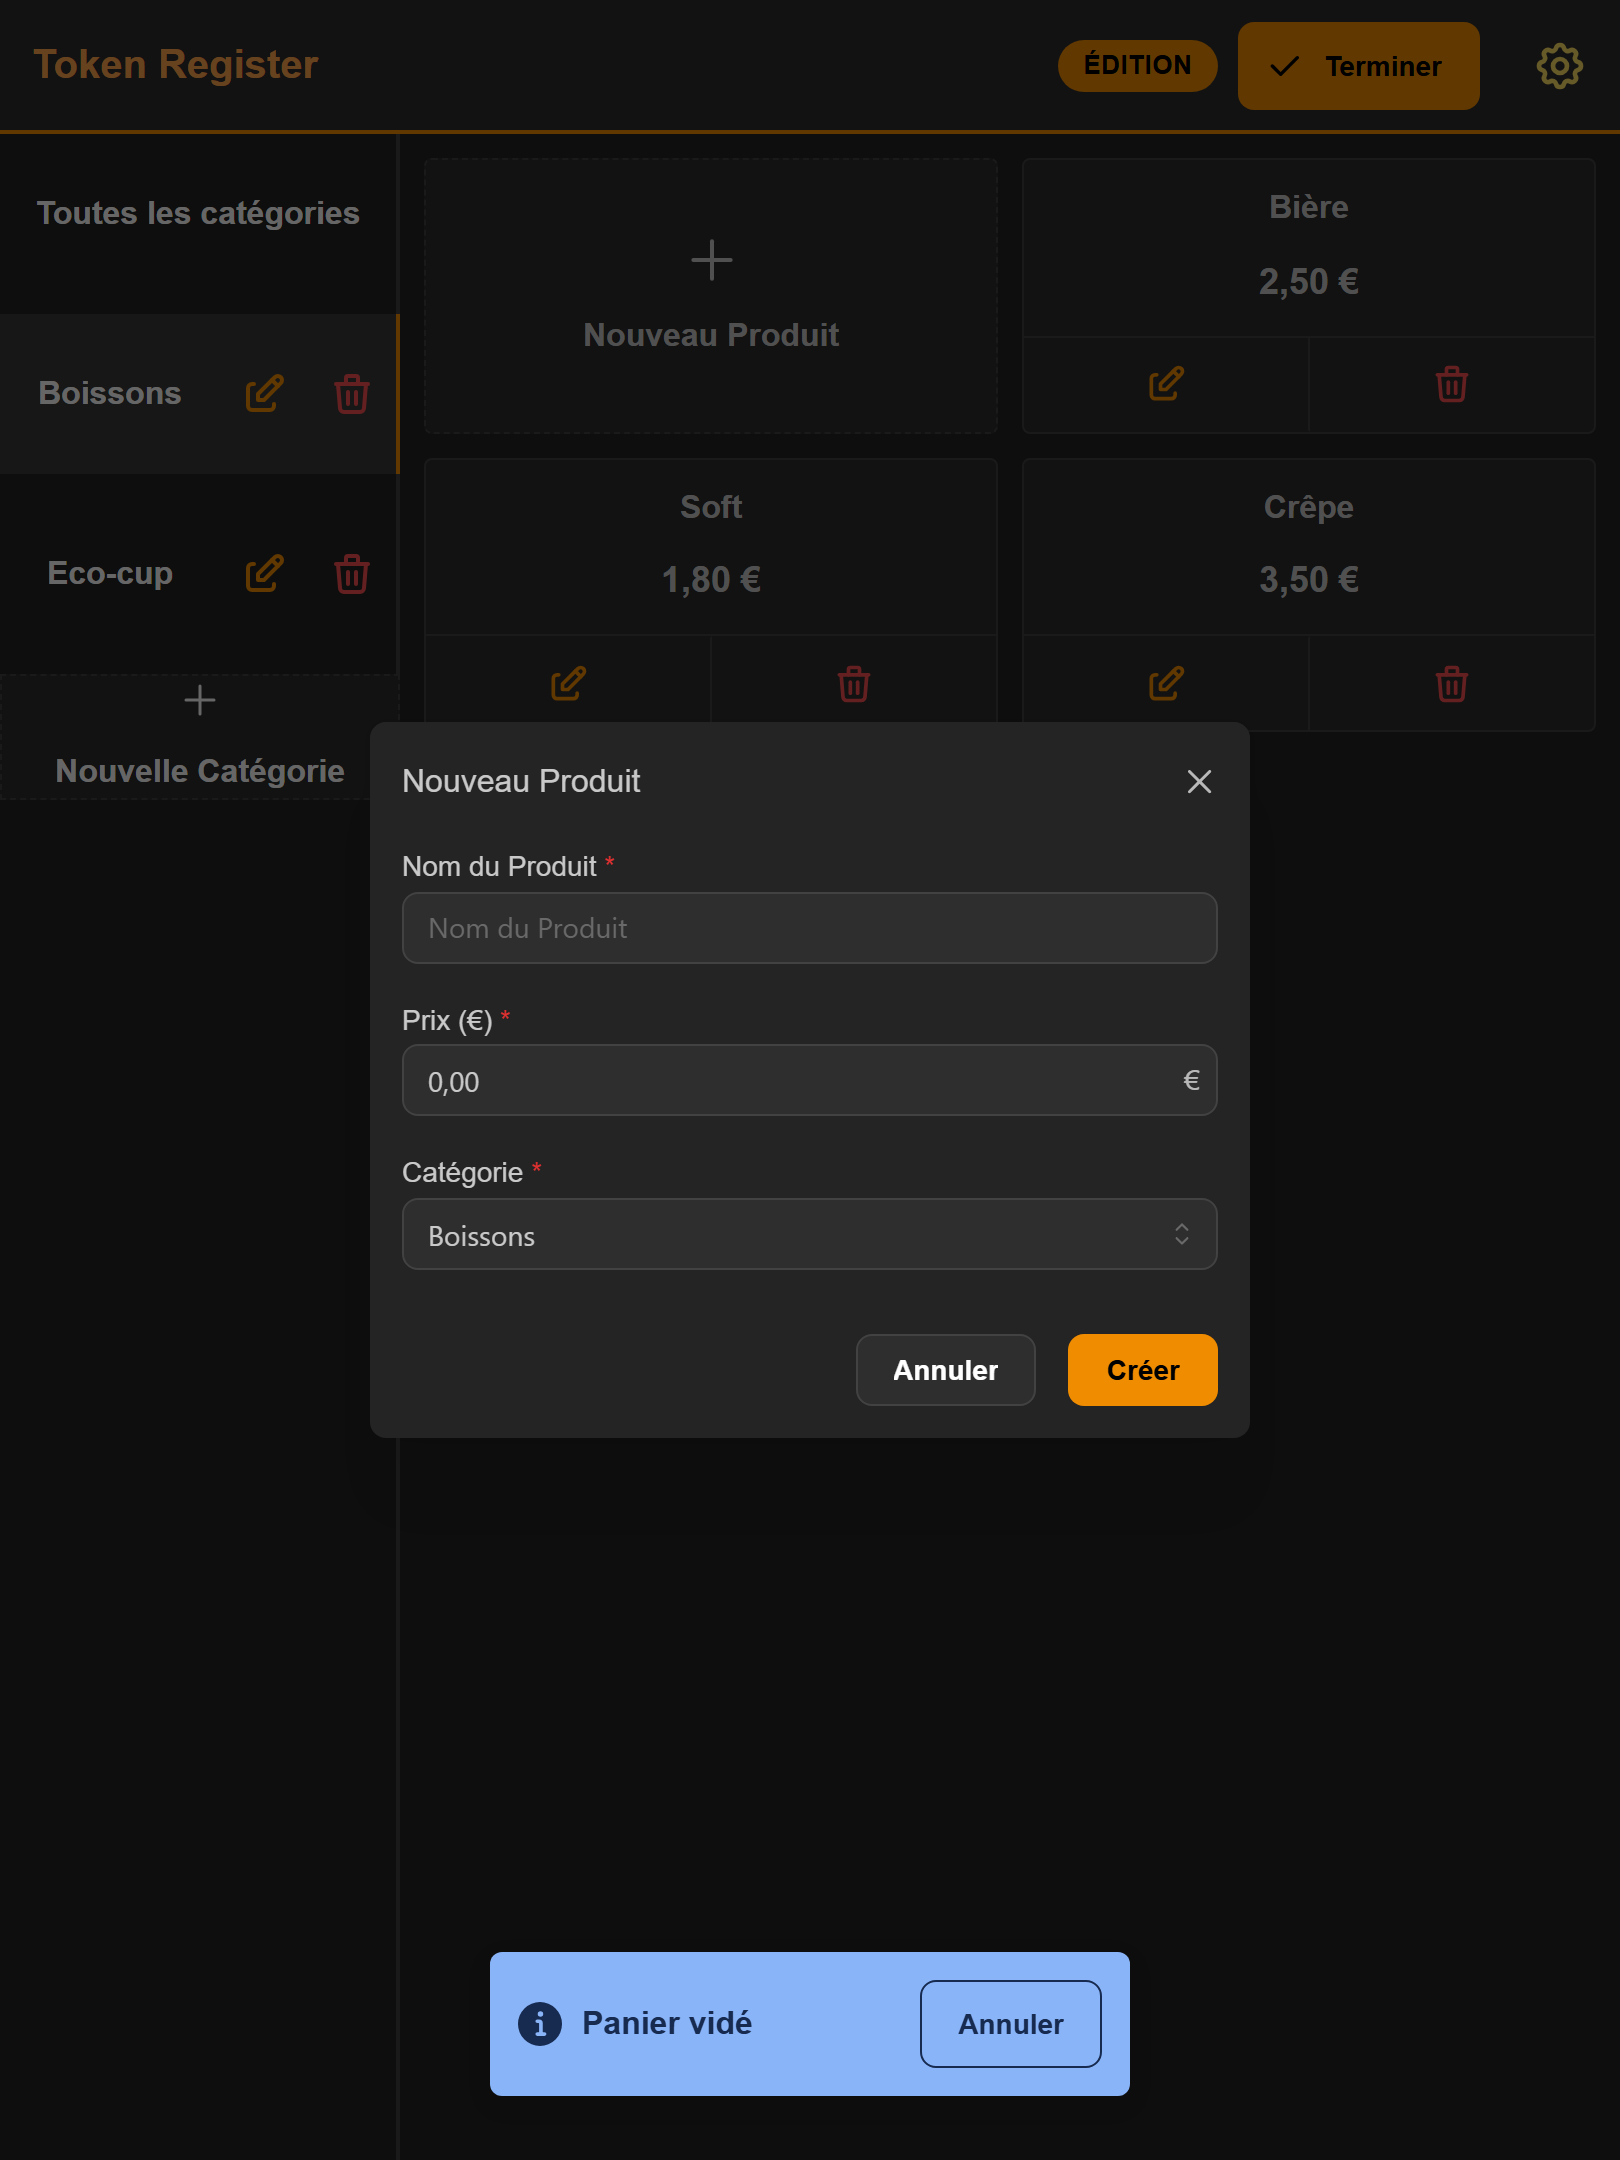 Token Register
ÉDITION
Terminer
Toutes les catégories
Boissons
Eco-cup
Nouvelle Catégorie
Nouveau Produit
Bière
2,50 €
Soft
1,80 €
Crêpe
3,50 €
Nouveau Produit
Nom du Produit *
Nom du Produit
Prix (€) *
0,00 €
Catégorie *
Boissons
Annuler
Créer
Panier vidé
Annuler